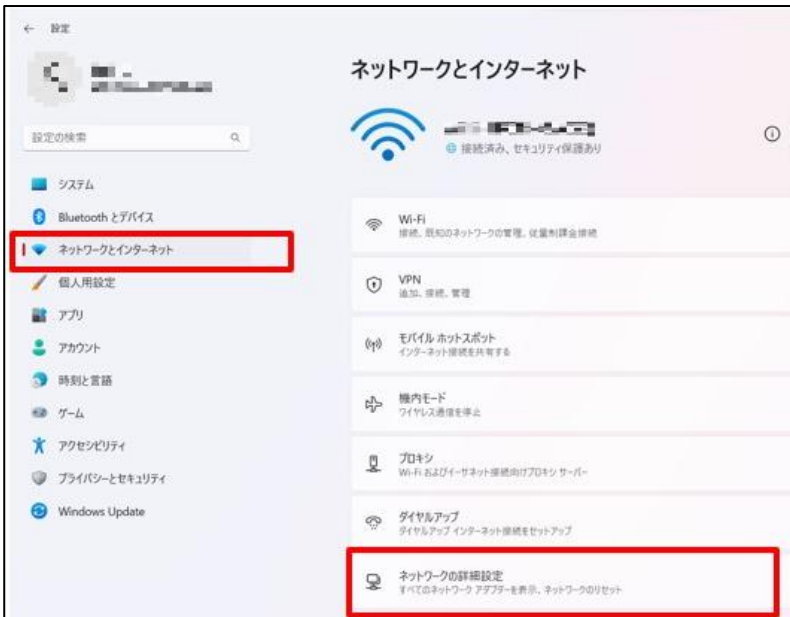 設定
ネットワークとインターネット
接続済み、セキュリティ保護あり
設定の検索
システム
Bluetooth とデバイス
ネットワークとインターネット
個人用設定
アプリ
アカウント
時刻と言語
ゲーム
アクセシビリティ
プライバシーとセキュリティ
Windows Update
Wi-Fi
接続、既知のネットワークの管理、従量制課金接続
VPN
追加、接続、管理
モバイル ホットスポット
インターネット接続を共有する
機内モード
ワイヤレス通信を停止
プロキシ
Wi-Fi およびイーサネット接続向けプロキシ サーバー
ダイヤルアップ
ダイヤルアップ インターネット接続をセットアップ
ネットワークの詳細設定
すべてのネットワーク アダプターを表示、ネットワークのリセット